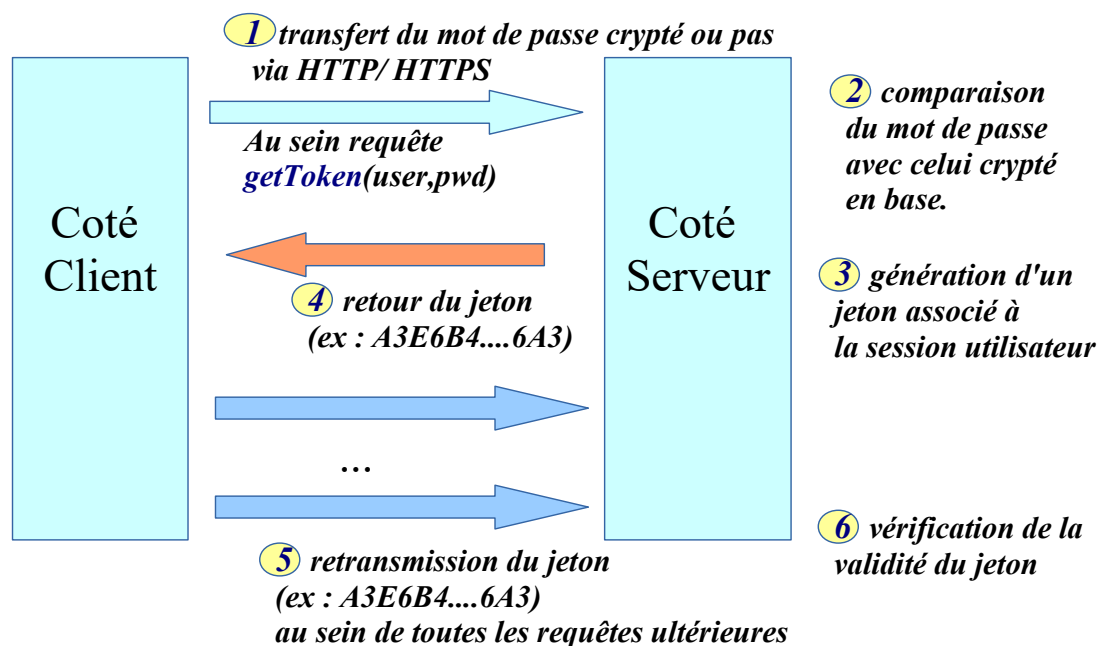 1 transfert du mot de passe crypté ou pas
via HTTP/ HTTPS
Au sein requête
getToken(user,pwd)
2 comparaison
du mot de passe
avec celui crypté
en base.
Coté
Client
Coté
Serveur
3 génération d'un
jeton associé à
la session utilisateur
4 retour du jeton
(ex : A3E6B4....6A3)
...
5 retransmission du jeton
(ex : A3E6B4....6A3)
au sein de toutes les requêtes ultérieures
6 vérification de la
validité du jeton